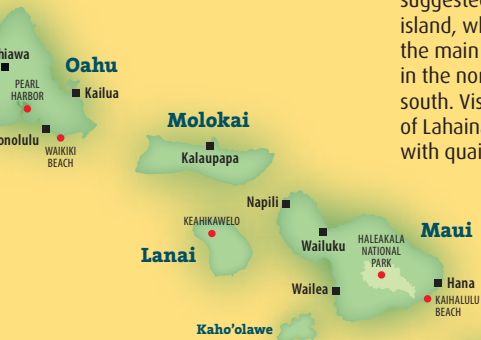 suggested
island, wh
the main
in the nor
south. Vis
of Lahaina
with quai
hiawa
Oahu
PEARL
HARBOR
Kailua
onolulu
WAIKIKI
BEACH
Molokai
Kalaupapa
Napili
KEAHIKAWELO
Lanai
Wailuku
HALEAKALA
NATIONAL
PARK
Maui
Wailea
Hana
KAIHALULU
BEACH
Kaho'olawe